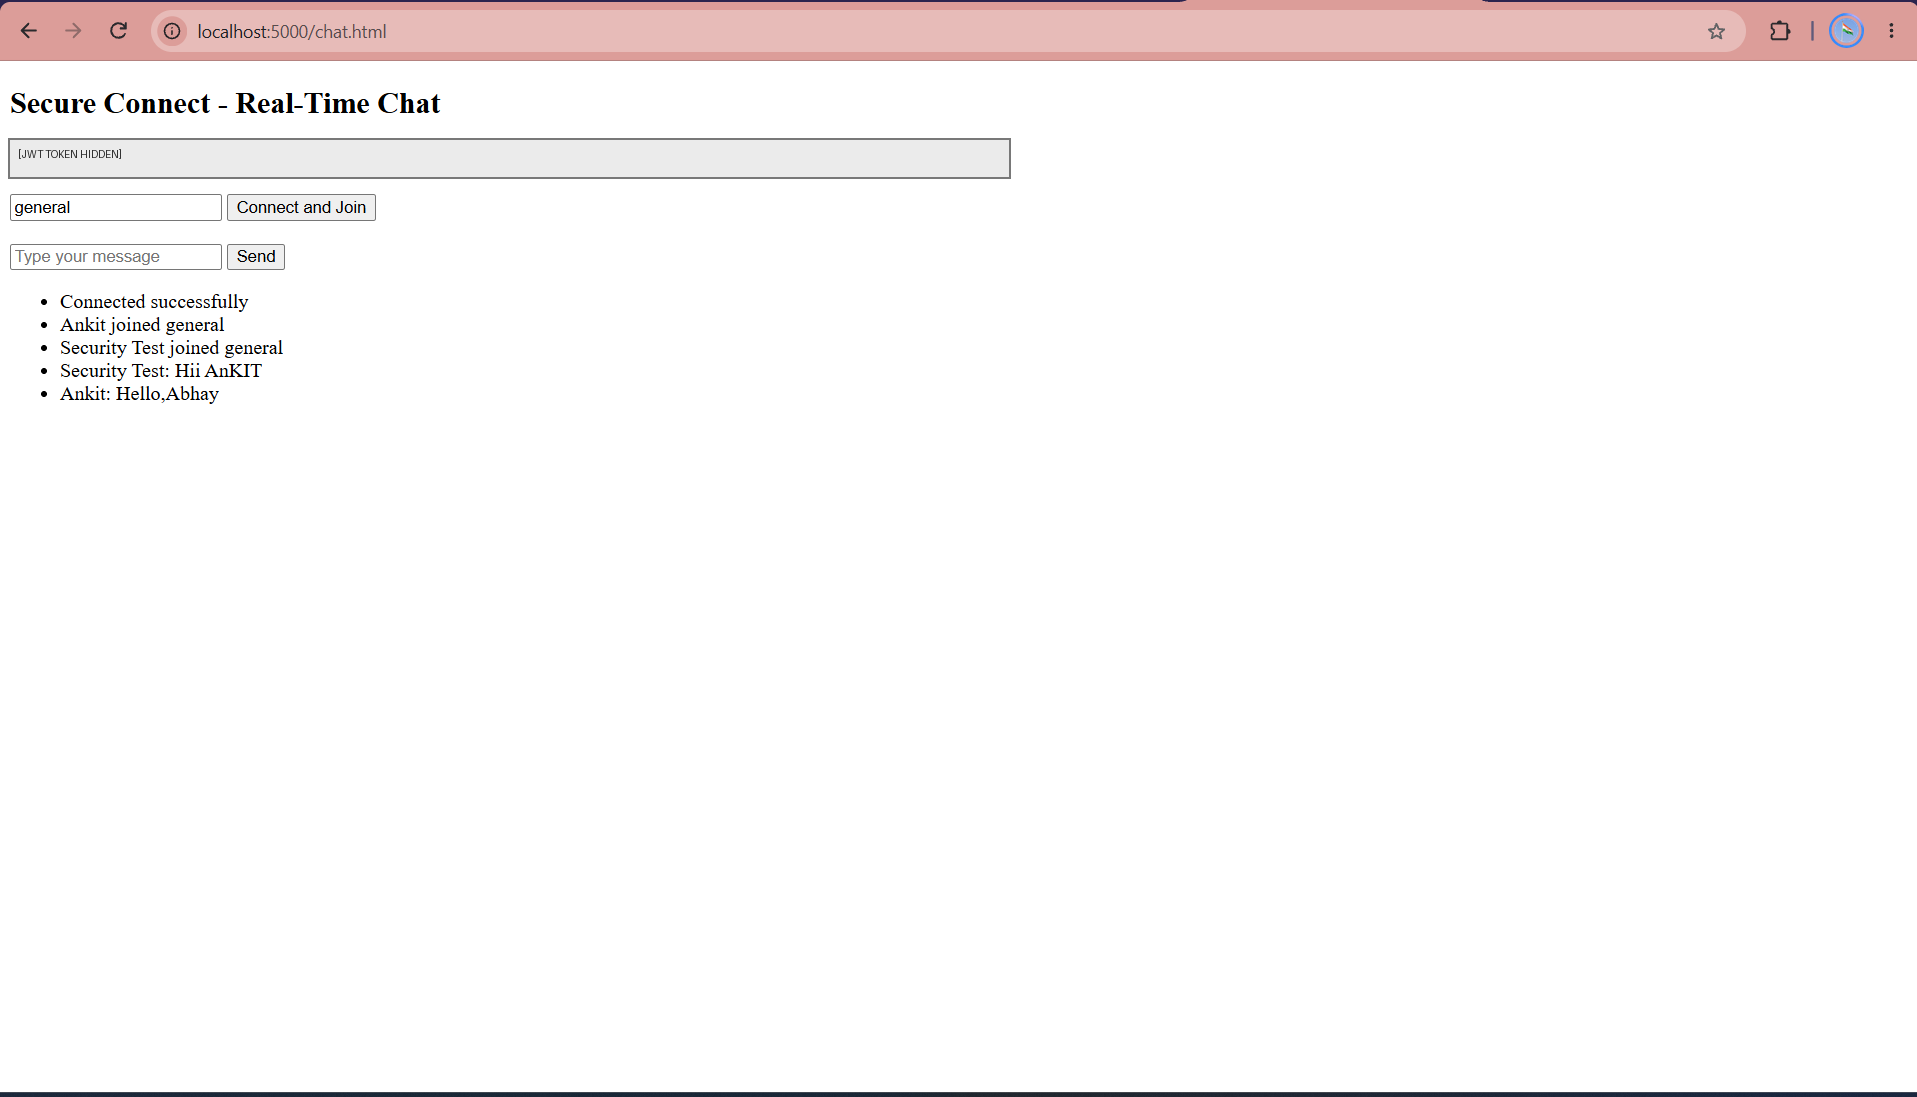 localhost:5000/chat.html
Secure Connect - Real-Time Chat
[JWT TOKEN HIDDEN]
general Connect and Join
Type your message Send
Connected successfully
Ankit joined general
Security Test joined general
Security Test: Hii AnKIT
Ankit: Hello,Abhay